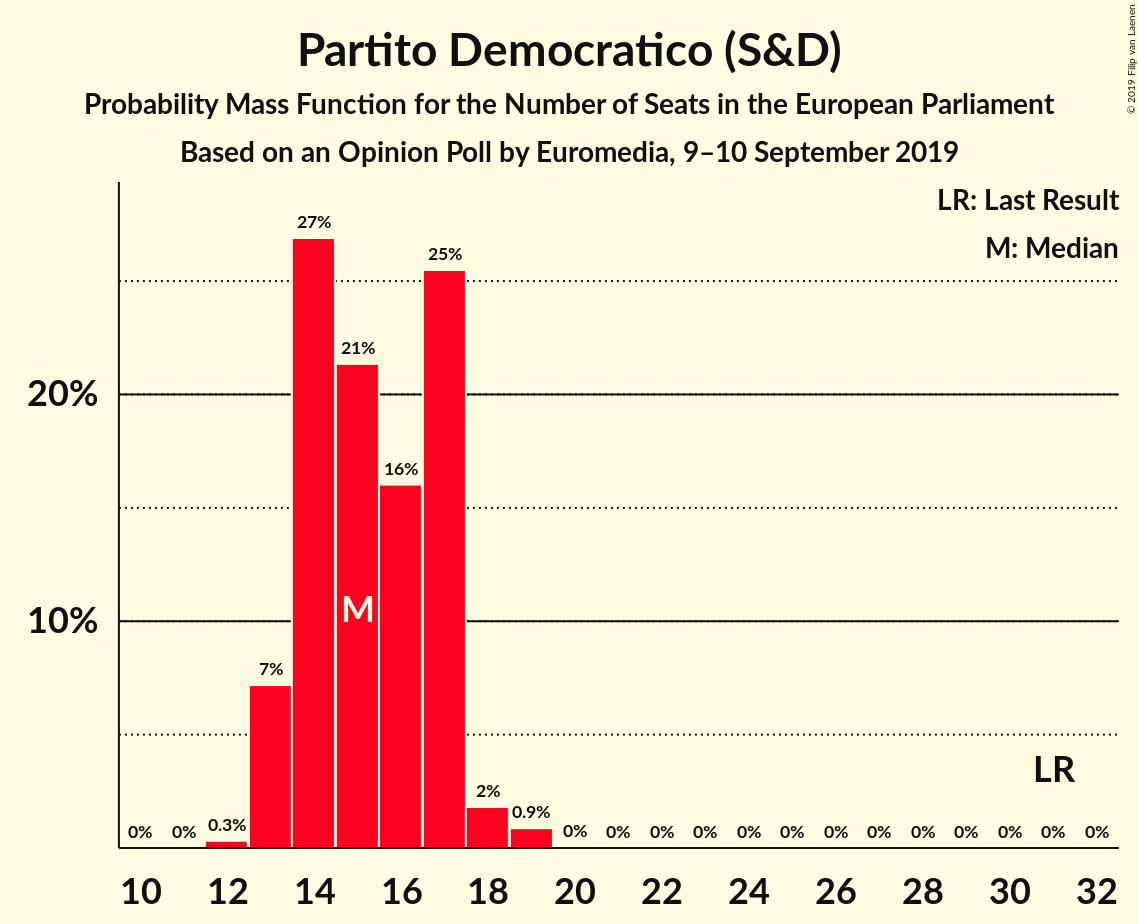 Partito Democratico (S&D)
Probability Mass Function for the Number of Seats in the European Parliament
Based on an Opinion Poll by Euromedia, 9–10 September 2019
© 2019 Filip van Laenen
LR: Last Result
M: Median
27%
25%
21%
20%
16%
M
10%
7%
LR
2%
0% 0% 0.3% 0.9% 0% 0% 0% 0% 0% 0% 0% 0% 0% 0% 0% 0% 0%
10 12 14 16 18 20 22 24 26 28 30 32